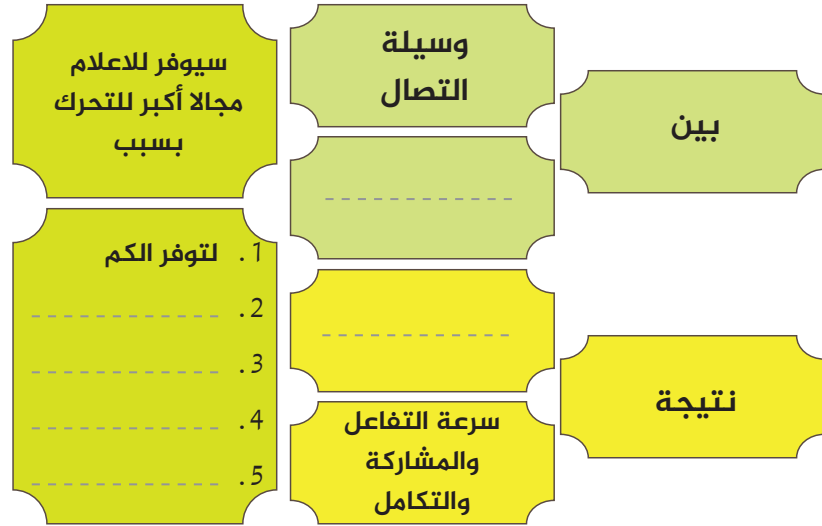 بين
وسيلة
التصال
------------
------------
سرعة التفاعل
والمشاركة
والتكامل
نتيجة
سيوفر للاعلام
مجالا أكبر للتحرك
بسبب
1. لتوفر الكم
2. ------------
3. ------------
4. ------------
5. ------------